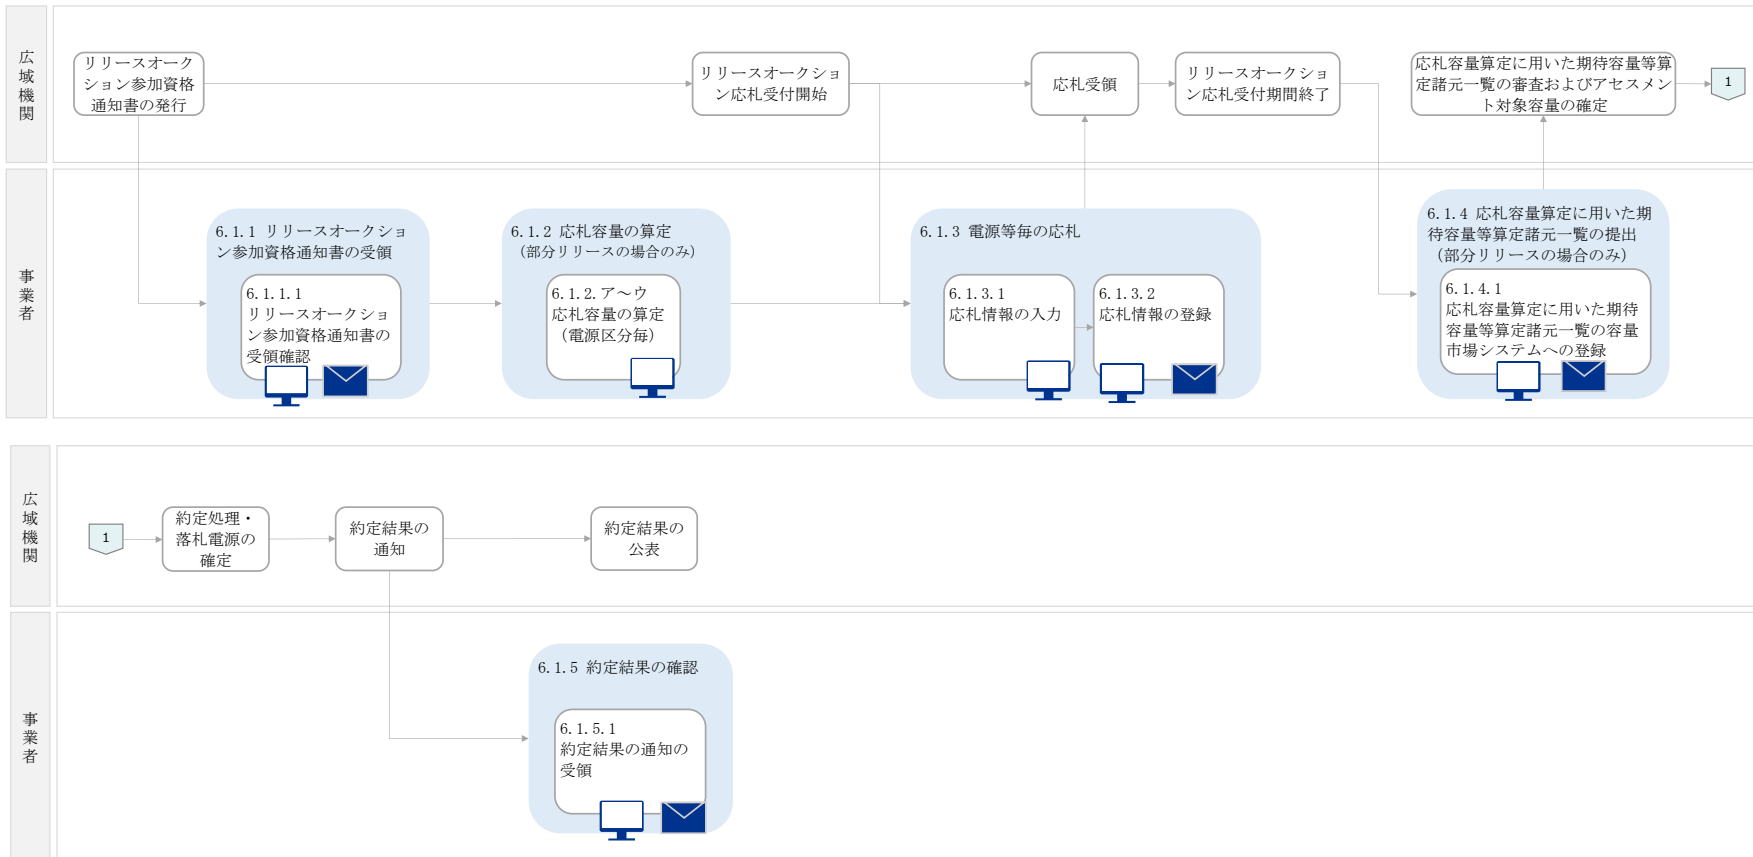 広域機関
リリースオーク
ション参加資格
通知書の発行
リリースオークショ
ン応札受付開始
応札受領
リリースオークショ
ン応札受付期間終了
応札容量算定に用いた期待容量等算
定諸元一覧の審査およびアセスメン
ト対象容量の確定
1
事業者
6.1.1 リリースオークショ
ン参加資格通知書の受領
6.1.1.1
リリースオークショ
ン参加資格通知書の
受領確認
6.1.2 応札容量の算定
（部分リリースの場合のみ）
6.1.2.ア～ウ
応札容量の算定
（電源区分毎）
6.1.3 電源等毎の応札
6.1.3.1
応札情報の入力
6.1.3.2
応札情報の登録
6.1.4 応札容量算定に用いた期
待容量等算定諸元一覧の提出
（部分リリースの場合のみ）
6.1.4.1
応札容量算定に用いた期待
容量等算定諸元一覧の容量
市場システムへの登録
広域機関
1
約定処理・
落札電源の
確定
約定結果の
通知
約定結果の
公表
事業者
6.1.5 約定結果の確認
6.1.5.1
約定結果の通知の
受領